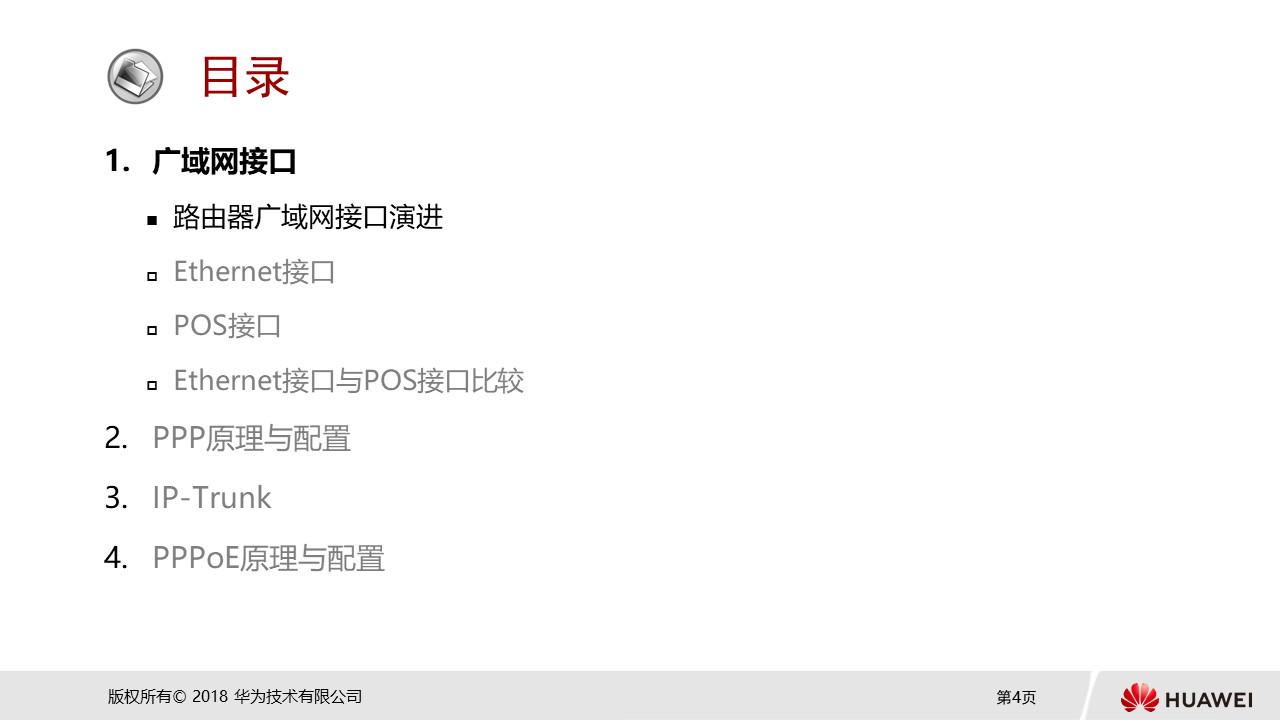 目录
1. 广域网接口
路由器广域网接口演进
Ethernet接口
POS接口
Ethernet接口与POS接口比较
2. PPP原理与配置
3. IP-Trunk
4. PPPoE原理与配置
版权所有© 2018 华为技术有限公司
第4页
HUAWEI